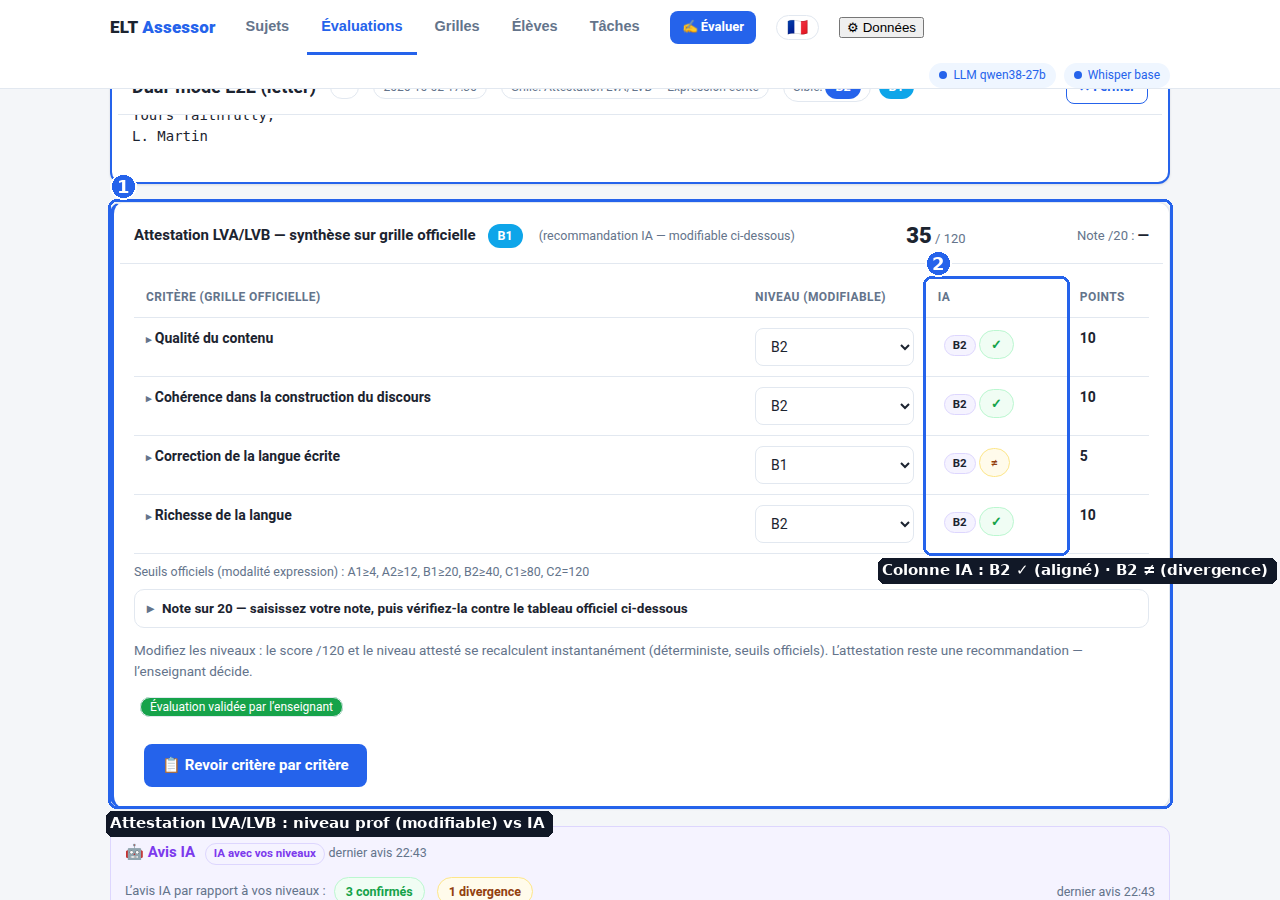 ELT Assessor Sujets Évaluations Grilles Élèves Tâches ✍️ Évaluer 🇫🇷 ⚙ Données
LLM qwen38-27b Whisper base
Yours faithfully,
L. Martin
1
Attestation LVA/LVB — synthèse sur grille officielle B1 (recommandation IA — modifiable ci-dessous) 35 / 120 Note /20 : —
2
CRITÈRE (GRILLE OFFICIELLE) NIVEAU (MODIFIABLE) IA POINTS
▸ Qualité du contenu B2 B2 ✓ 10
▸ Cohérence dans la construction du discours B2 B2 ✓ 10
▸ Correction de la langue écrite B1 B2 ≠ 5
▸ Richesse de la langue B2 B2 ✓ 10
Colonne IA : B2 ✓ (aligné) · B2 ≠ (divergence)
Seuils officiels (modalité expression) : A1≥4, A2≥12, B1≥20, B2≥40, C1≥80, C2=120
▸ Note sur 20 — saisissez votre note, puis vérifiez-la contre le tableau officiel ci-dessous
Modifiez les niveaux : le score /120 et le niveau attesté se recalculent instantanément (déterministe, seuils officiels). L’attestation reste une recommandation —
l’enseignant décide.
Évaluation validée par l’enseignant
📋 Revoir critère par critère
Attestation LVA/LVB : niveau prof (modifiable) vs IA
🤖 Avis IA IA avec vos niveaux dernier avis 22:43
L’avis IA par rapport à vos niveaux : 3 confirmés 1 divergence dernier avis 22:43